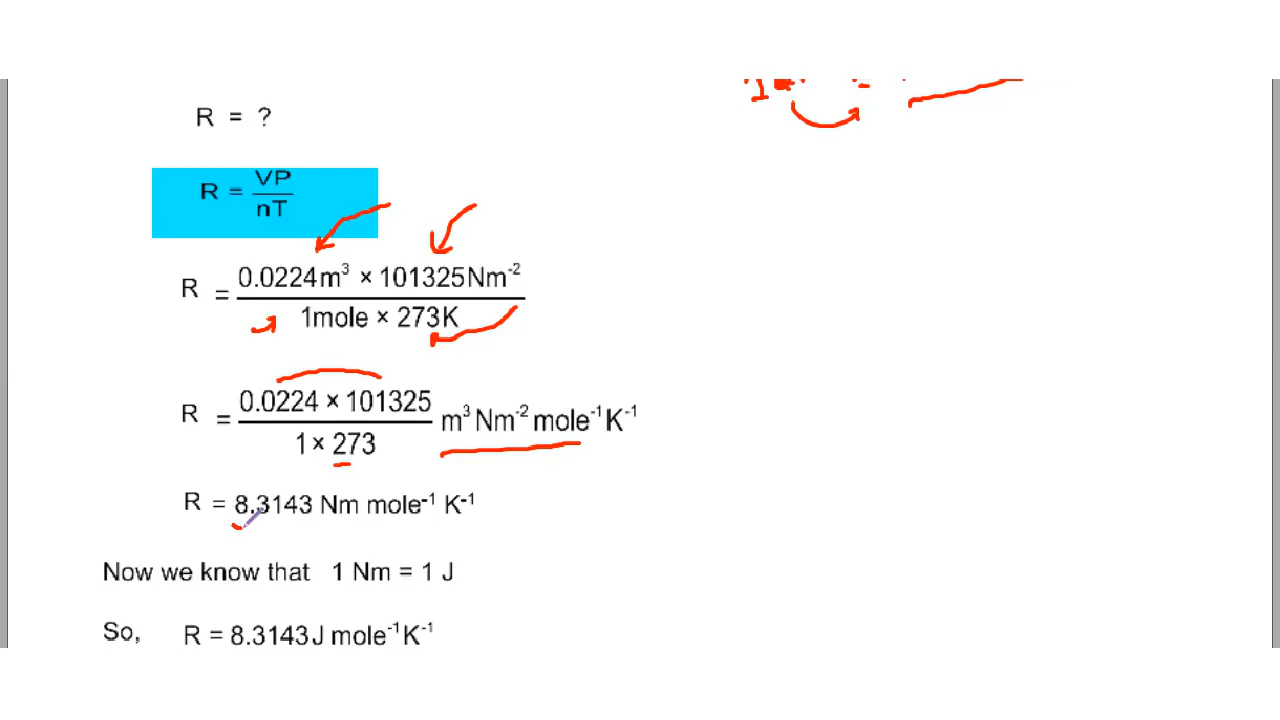 R = ?
R = VP/nT
R = 0.0224m³ × 101325Nm⁻² / 1mole × 273K
R = 0.0224 × 101325 / 1 × 273 m³ Nm⁻² mole⁻¹ K⁻¹
R = 8.3143 Nm mole⁻¹ K⁻¹
Now we know that 1 Nm = 1 J
So, R = 8.3143 J mole⁻¹ K⁻¹